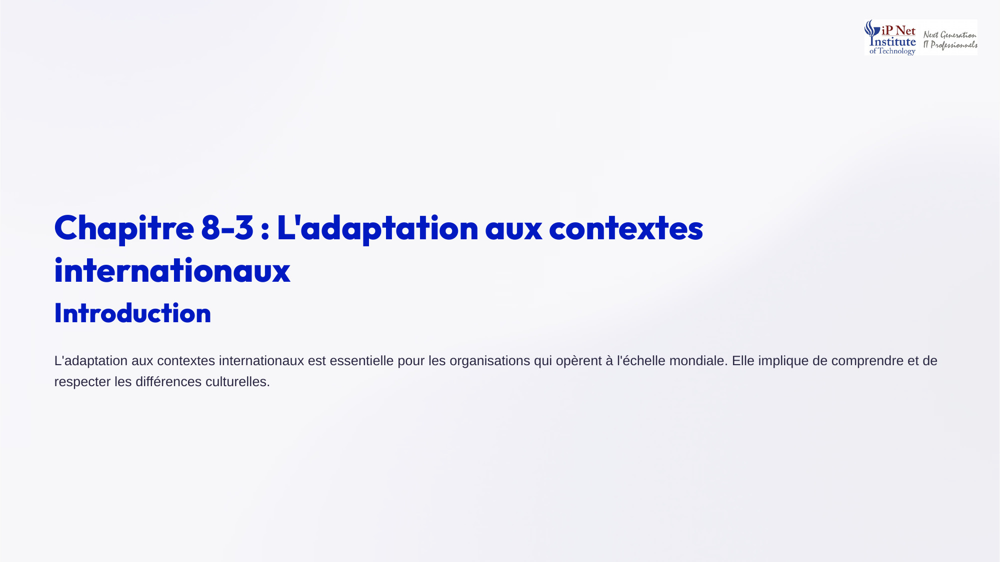 iP Net
Institute
of Technology
Next Generation
IT Professionnels
Chapitre 8-3 : L'adaptation aux contextes
internationaux
Introduction
L'adaptation aux contextes internationaux est essentielle pour les organisations qui opèrent à l'échelle mondiale. Elle implique de comprendre et de
respecter les différences culturelles.